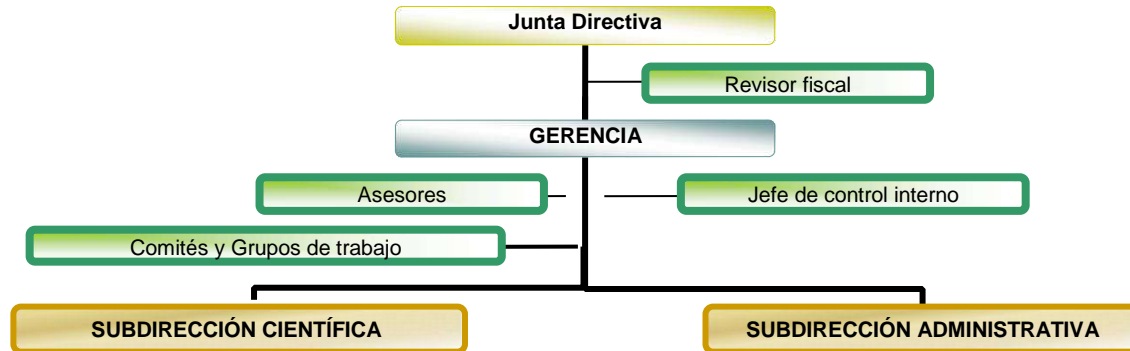 Junta Directiva
Revisor fiscal
GERENCIA
Asesores
Jefe de control interno
Comités y Grupos de trabajo
SUBDIRECCIÓN CIENTÍFICA
SUBDIRECCIÓN ADMINISTRATIVA